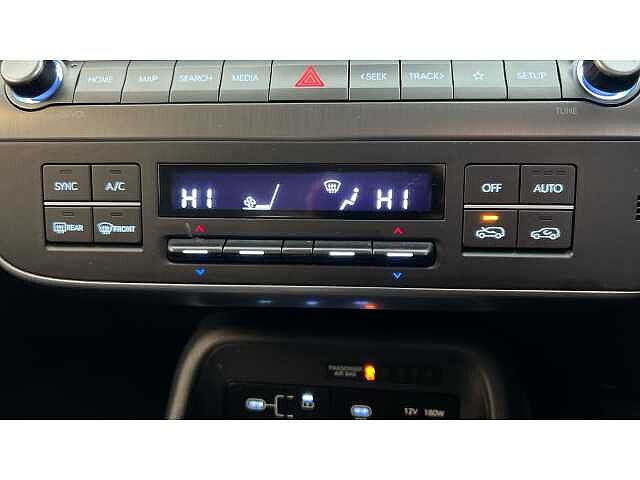 HOME MAP SEARCH MEDIA <SEEK TRACK> ☆ SETUP
VOL TUNE
SYNC A/C HI HI OFF AUTO
REAR FRONT
PASSENGER
AIR BAG
12V 180W